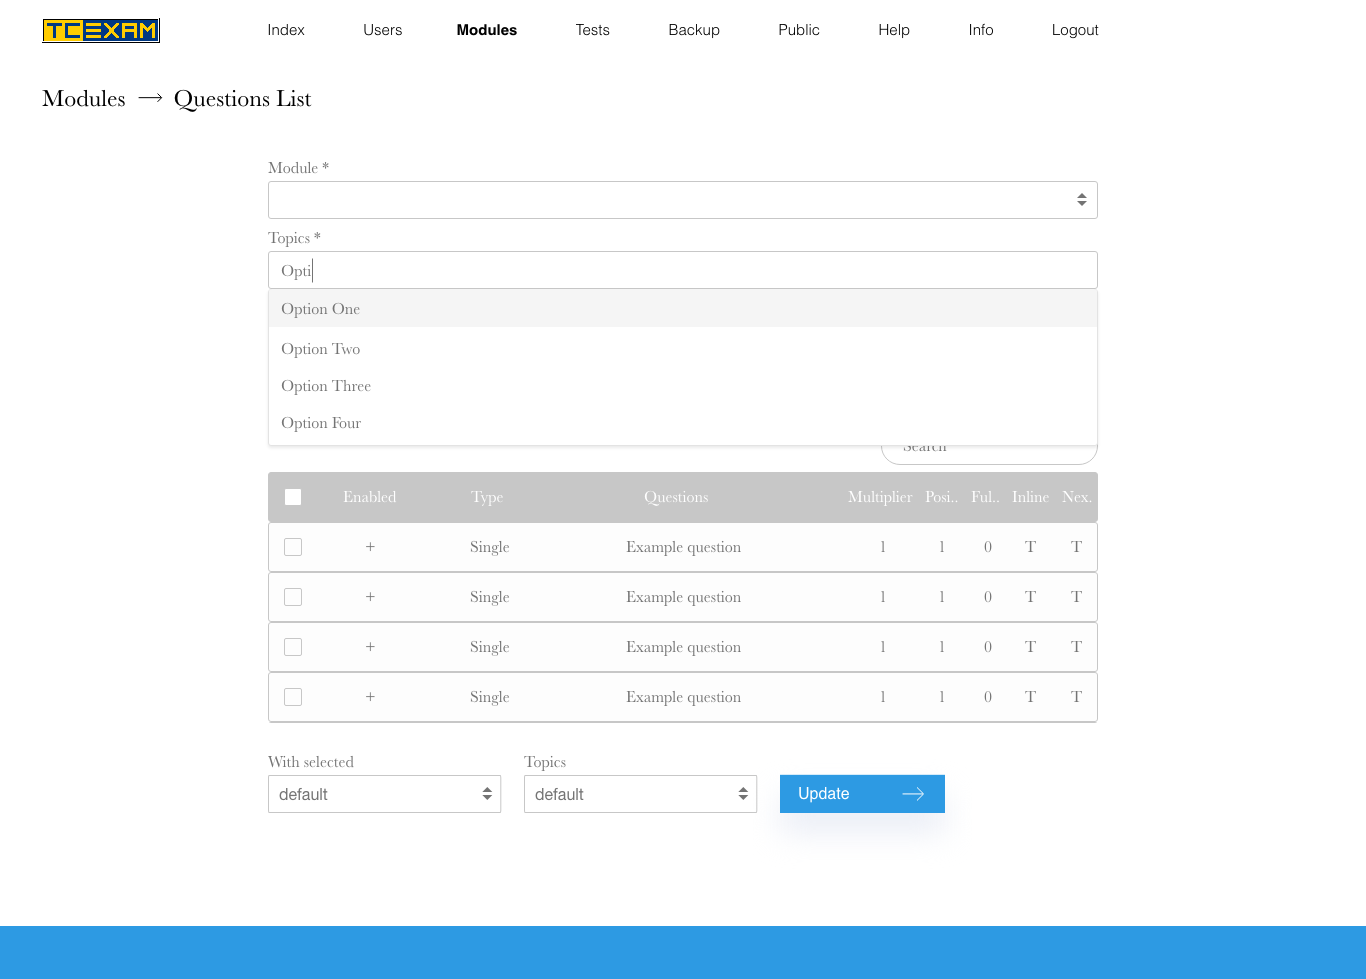 TCEXAM Index Users Modules Tests Backup Public Help Info Logout
Modules → Questions List
Module *
Topics *
Opti
Option One
Option Two
Option Three
Option Four
Search
Enabled Type Questions Multiplier Posi.. Ful.. Inline Nex.
+ Single Example question 1 1 0 T T
+ Single Example question 1 1 0 T T
+ Single Example question 1 1 0 T T
+ Single Example question 1 1 0 T T
With selected Topics
default default Update →